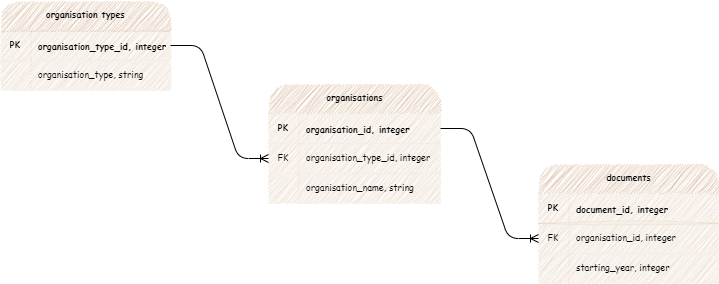 organisation types
PK organisation_type_id, integer
organisation_type, string
organisations
PK organisation_id, integer
FK organisation_type_id, integer
organisation_name, string
documents
PK document_id, integer
FK organisation_id, integer
starting_year, integer